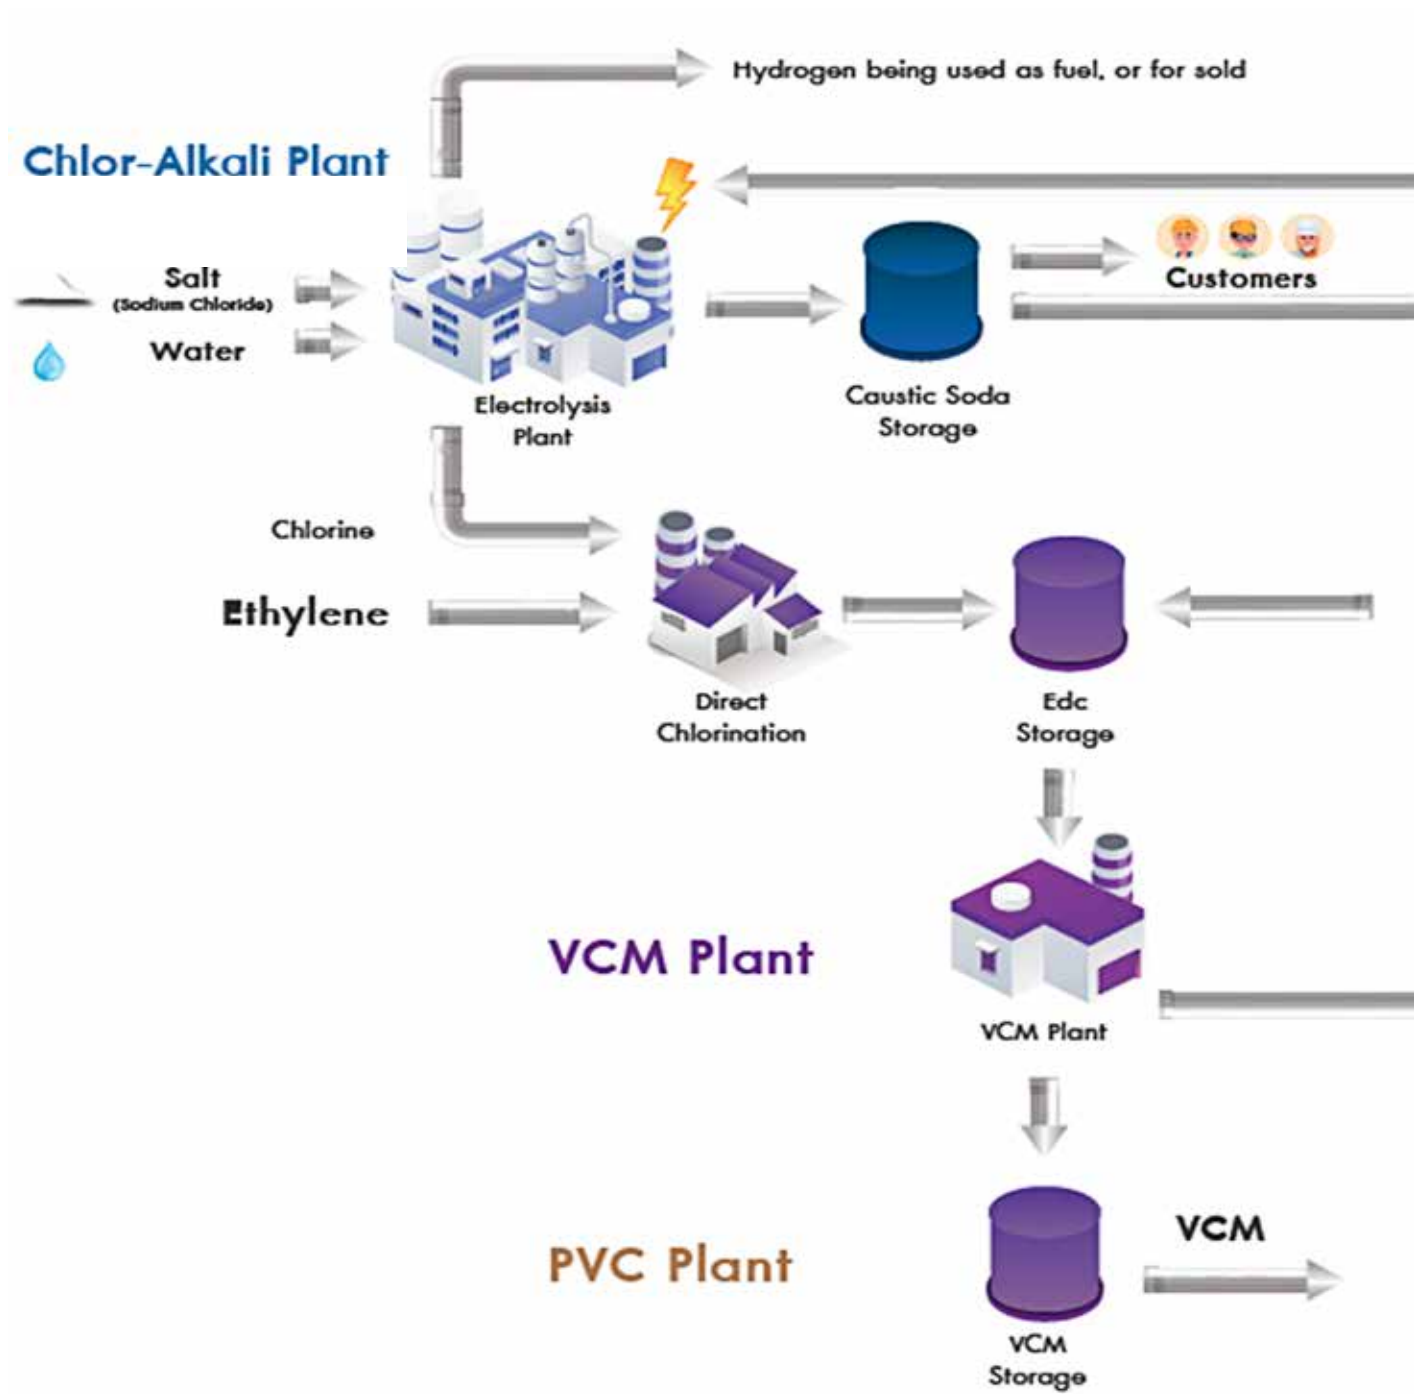 Hydrogen being used as fuel, or for sold
Chlor-Alkali Plant
Salt
(Sodium Chloride)
Water
Electrolysis
Plant
Caustic Soda
Storage
Customers
Chlorine
Ethylene
Direct
Chlorination
Edc
Storage
VCM Plant
VCM Plant
PVC Plant
VCM
VCM
Storage